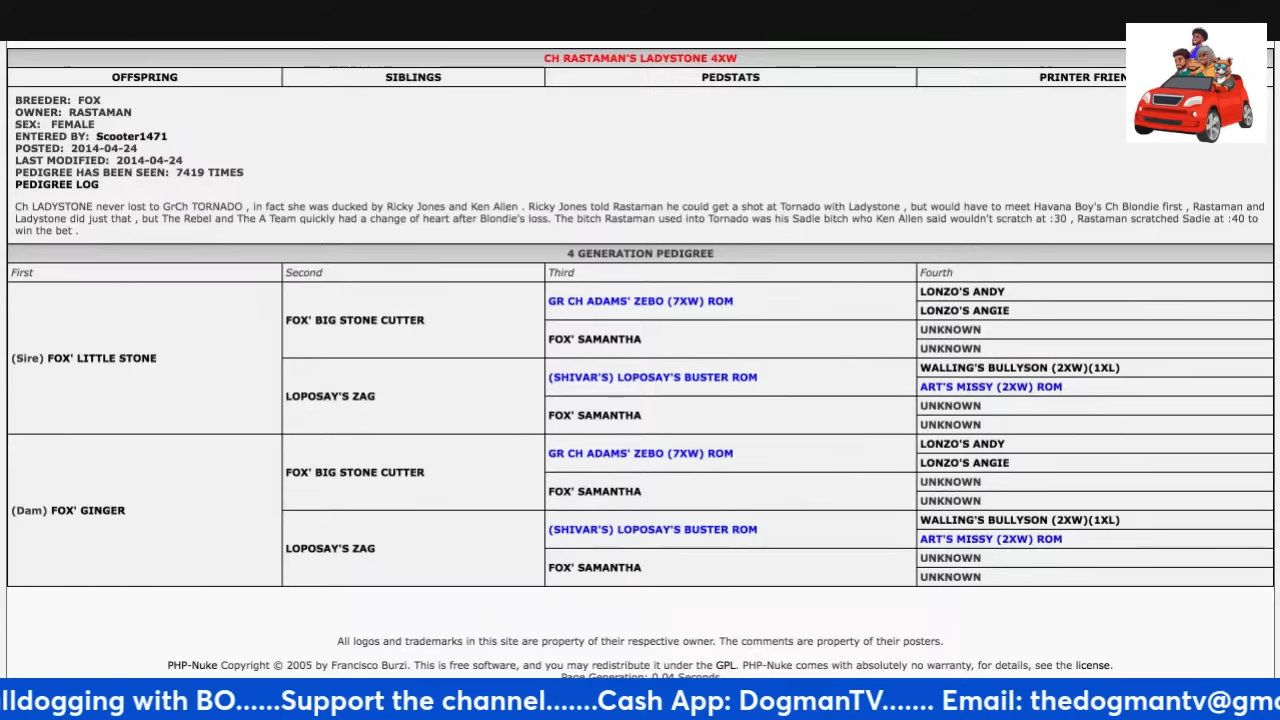 CH RASTAMAN'S LADYSTONE 4XW
OFFSPRING SIBLINGS PEDSTATS PRINTER FRIEN
BREEDER: FOX
OWNER: RASTAMAN
SEX: FEMALE
ENTERED BY: Scooter1471
POSTED: 2014-04-24
LAST MODIFIED: 2014-04-24
PEDIGREE HAS BEEN SEEN: 7419 TIMES
PEDIGREE LOG
Ch LADYSTONE never lost to GrCh TORNADO , in fact she was ducked by Ricky Jones and Ken Allen . Ricky Jones told Rastaman he could get a shot at Tornado with Ladystone , but would have to meet Havana Boy's Ch Blondie first , Rastaman and
Ladystone did just that , but The Rebel and The A Team quickly had a change of heart after Blondie's loss. The bitch Rastaman used into Tornado was his Sadie bitch who Ken Allen said wouldn't scratch at :30 , Rastaman scratched Sadie at :40 to
win the bet .
4 GENERATION PEDIGREE
First Second Third Fourth
(Sire) FOX' LITTLE STONE
FOX' BIG STONE CUTTER
GR CH ADAMS' ZEBO (7XW) ROM
LONZO'S ANDY
LONZO'S ANGIE
FOX' SAMANTHA
UNKNOWN
UNKNOWN
LOPOSAY'S ZAG
(SHIVAR'S) LOPOSAY'S BUSTER ROM
WALLING'S BULLYSON (2XW)(1XL)
ART'S MISSY (2XW) ROM
FOX' SAMANTHA
UNKNOWN
UNKNOWN
(Dam) FOX' GINGER
FOX' BIG STONE CUTTER
GR CH ADAMS' ZEBO (7XW) ROM
LONZO'S ANDY
LONZO'S ANGIE
FOX' SAMANTHA
UNKNOWN
UNKNOWN
LOPOSAY'S ZAG
(SHIVAR'S) LOPOSAY'S BUSTER ROM
WALLING'S BULLYSON (2XW)(1XL)
ART'S MISSY (2XW) ROM
FOX' SAMANTHA
UNKNOWN
UNKNOWN
All logos and trademarks in this site are property of their respective owner. The comments are property of their posters.
PHP-Nuke Copyright © 2005 by Francisco Burzi. This is free software, and you may redistribute it under the GPL. PHP-Nuke comes with absolutely no warranty, for details, see the license.
Page Generation: 0.04 Seconds
lldogging with BO......Support the channel.......Cash App: DogmanTV....... Email: thedogmantv@gm